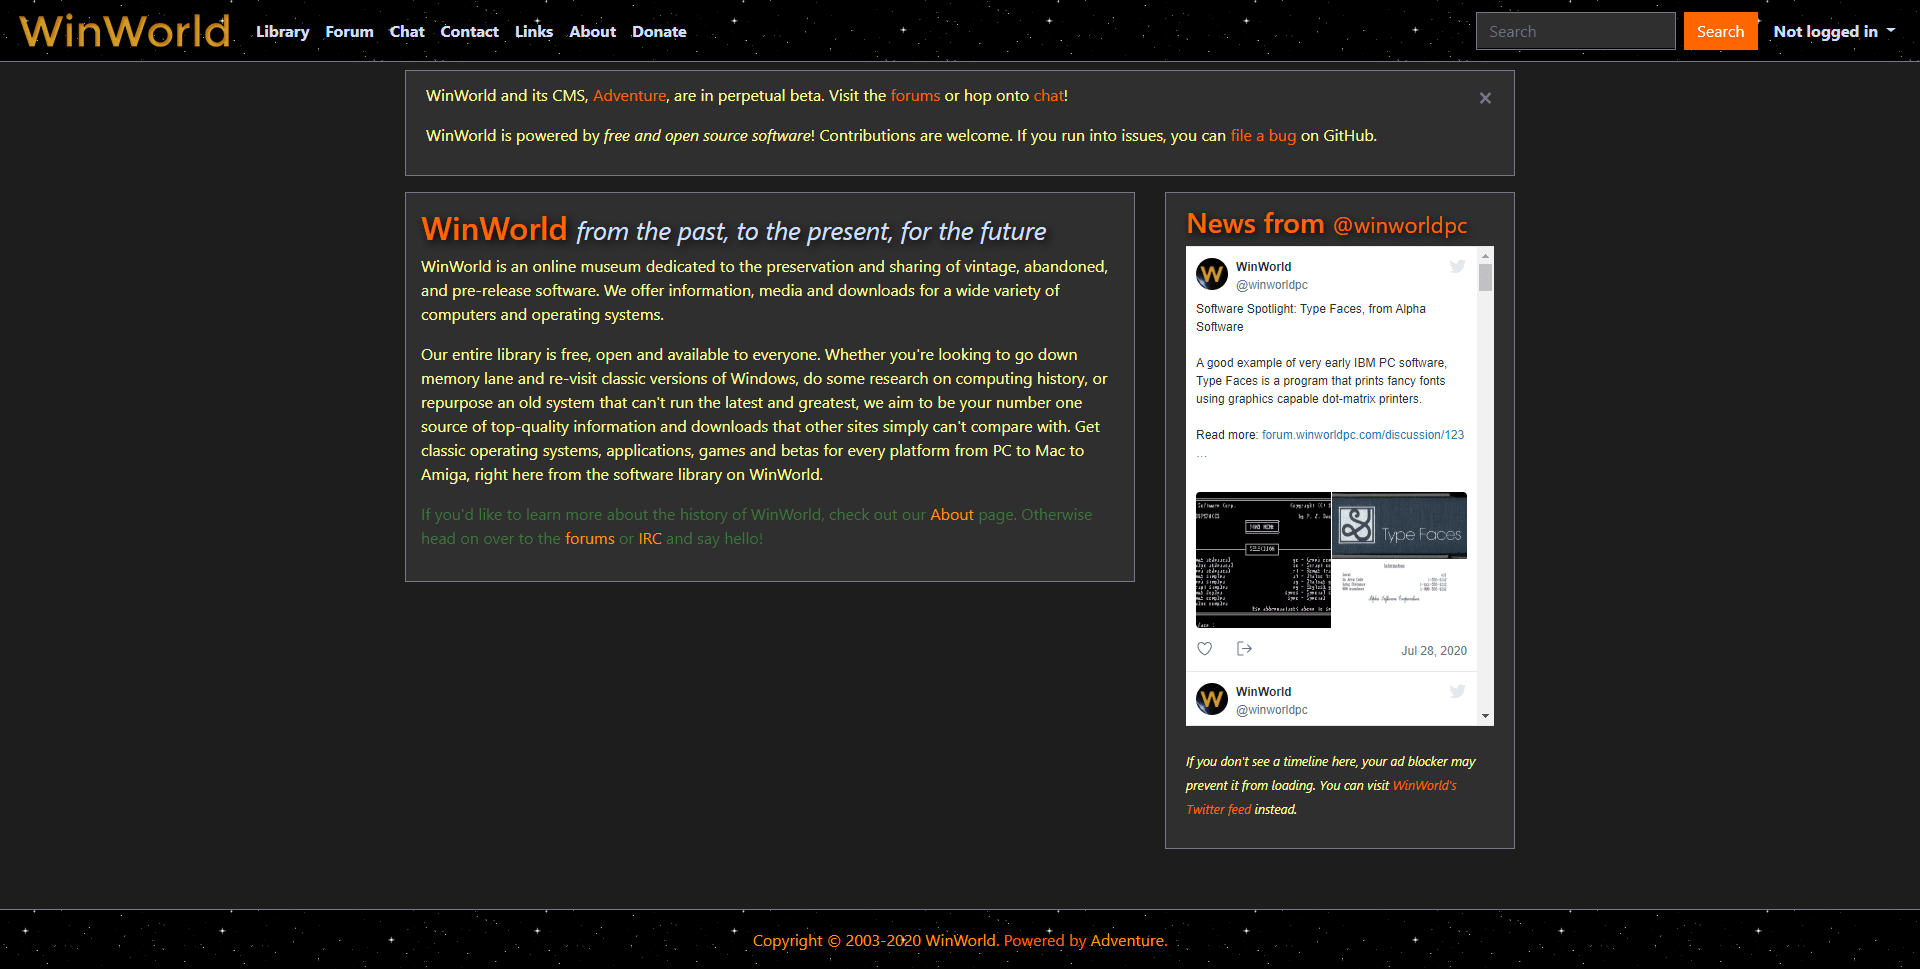 WinWorld Library Forum Chat Contact Links About Donate Search Search Not logged in
WinWorld and its CMS, Adventure, are in perpetual beta. Visit the forums or hop onto chat!
×
WinWorld is powered by free and open source software! Contributions are welcome. If you run into issues, you can file a bug on GitHub.
WinWorld from the past, to the present, for the future
WinWorld is an online museum dedicated to the preservation and sharing of vintage, abandoned,
and pre-release software. We offer information, media and downloads for a wide variety of
computers and operating systems.
Our entire library is free, open and available to everyone. Whether you're looking to go down
memory lane and re-visit classic versions of Windows, do some research on computing history, or
repurpose an old system that can't run the latest and greatest, we aim to be your number one
source of top-quality information and downloads that other sites simply can't compare with. Get
classic operating systems, applications, games and betas for every platform from PC to Mac to
Amiga, right here from the software library on WinWorld.
If you'd like to learn more about the history of WinWorld, check out our About page. Otherwise
head on over to the forums or IRC and say hello!
News from @winworldpc
W
WinWorld
@winworldpc
Software Spotlight: Type Faces, from Alpha
Software
A good example of very early IBM PC software,
Type Faces is a program that prints fancy fonts
using graphics capable dot-matrix printers.
Read more: forum.winworldpc.com/discussion/123
…
Software Corp.
MAIN MENU
SELECTION
Type Faces
Alpha Software Corporation
Jul 28, 2020
W
WinWorld
@winworldpc
If you don't see a timeline here, your ad blocker may
prevent it from loading. You can visit WinWorld's
Twitter feed instead.
Copyright © 2003-2020 WinWorld. Powered by Adventure.